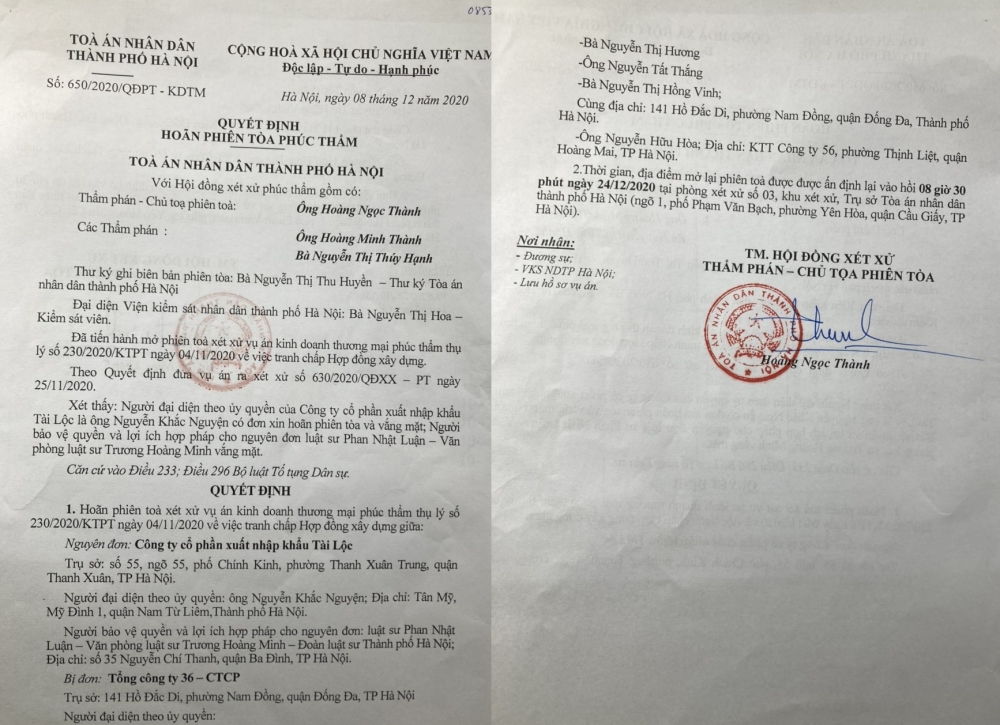 0853
TOÀ ÁN NHÂN DÂN
THÀNH PHỐ HÀ NỘI
CỘNG HOÀ XÃ HỘI CHỦ NGHĨA VIỆT NAM
Độc lập - Tự do - Hạnh phúc
Số: 650/2020/QĐPT - KDTM
Hà Nội, ngày 08 tháng 12 năm 2020
QUYẾT ĐỊNH
HOÃN PHIÊN TÒA PHÚC THẨM
TOÀ ÁN NHÂN DÂN THÀNH PHỐ HÀ NỘI
Với Hội đồng xét xử phúc thẩm gồm có:
Thẩm phán - Chủ toạ phiên toà: Ông Hoàng Ngọc Thành
Các Thẩm phán : Ông Hoàng Minh Thành
Bà Nguyễn Thị Thúy Hạnh
Thư ký ghi biên bản phiên tòa: Bà Nguyễn Thị Thu Huyền – Thư ký Tòa án
nhân dân thành phố Hà Nội
Đại diện Viện kiểm sát nhân dân thành phố Hà Nội: Bà Nguyễn Thị Hoa –
Kiểm sát viên.
Đã tiến hành mở phiên toà xét xử vụ án kinh doanh thương mại phúc thẩm thụ
lý số 230/2020/KTPT ngày 04/11/2020 về việc tranh chấp Hợp đồng xây dựng.
Theo Quyết định đưa vụ án ra xét xử số 630/2020/QĐXX – PT ngày
25/11/2020.
Xét thấy: Người đại diện theo ủy quyền của Công ty cổ phần xuất nhập khẩu
Tài Lộc là ông Nguyễn Khắc Nguyện có đơn xin hoãn phiên tòa và vắng mặt; Người
bảo vệ quyền và lợi ích hợp pháp cho nguyên đơn luật sư Phan Nhật Luận – Văn
phòng luật sư Trương Hoàng Minh vắng mặt.
Căn cứ vào Điều 233; Điều 296 Bộ luật Tố tụng Dân sự.
QUYẾT ĐỊNH
1. Hoãn phiên toà xét xử vụ án kinh doanh thương mại phúc thẩm thụ lý số
230/2020/KTPT ngày 04/11/2020 về việc tranh chấp Hợp đồng xây dựng giữa:
Nguyên đơn: Công ty cổ phần xuất nhập khẩu Tài Lộc
Trụ sở: số 55, ngõ 55, phố Chính Kinh, phường Thanh Xuân Trung, quận
Thanh Xuân, TP Hà Nội.
Người đại diện theo ủy quyền: ông Nguyễn Khắc Nguyện; Địa chỉ: Tân Mỹ,
Mỹ Đình 1, quận Nam Từ Liêm,Thành phố Hà Nội.
Người bảo vệ quyền và lợi ích hợp pháp cho nguyên đơn: luật sư Phan Nhật
Luận – Văn phòng luật sư Trương Hoàng Minh – Đoàn luật sư Thành phố Hà Nội;
Địa chỉ: số 35 Nguyễn Chí Thanh, quận Ba Đình, TP Hà Nội.
Bị đơn: Tổng công ty 36 – CTCP
Trụ sở: 141 Hồ Đắc Di, phường Nam Đồng, quận Đống Đa, TP Hà Nội
Người đại diện theo ủy quyền:
-Bà Nguyễn Thị Hương
-Ông Nguyễn Tất Thắng
-Bà Nguyễn Thị Hồng Vinh;
Cùng địa chỉ: 141 Hồ Đắc Di, phường Nam Đồng, quận Đống Đa, Thành phố
Hà Nội.
-Ông Nguyễn Hữu Hòa; Địa chỉ: KTT Công ty 56, phường Thịnh Liệt, quận
Hoàng Mai, TP Hà Nội.
2.Thời gian, địa điểm mở lại phiên toà được được ấn định lại vào hồi 08 giờ 30
phút ngày 24/12/2020 tại phòng xét xử số 03, khu xét xử, Trụ sở Tòa án nhân dân
thành phố Hà Nội (ngõ 1, phố Phạm Văn Bạch, phường Yên Hòa, quận Cầu Giấy, TP
Hà Nội).
Nơi nhận:
- Đương sự;
- VKS NDTP Hà Nội;
- Lưu hồ sơ vụ án.
TM. HỘI ĐỒNG XÉT XỬ
THẨM PHÁN – CHỦ TỌA PHIÊN TÒA
TOÀ ÁN NHÂN DÂN THÀNH PHỐ HÀ NỘI
Hoàng Ngọc Thành